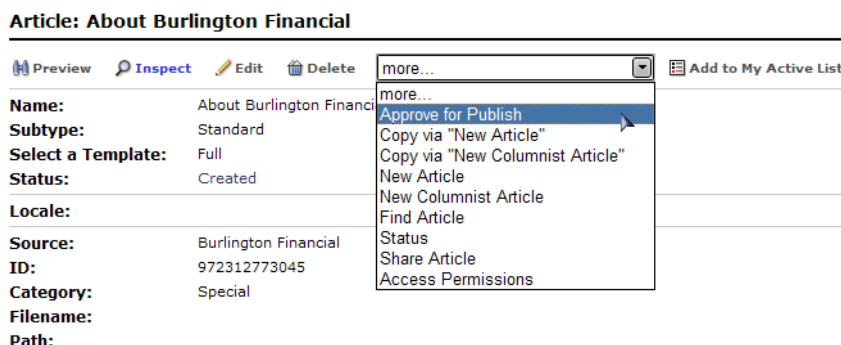 Article: About Burlington Financial
Preview Inspect Edit Delete more... Add to My Active List
Name: About Burlington Financi
Subtype: Standard
Select a Template: Full
Status: Created
Locale:
Source: Burlington Financial
ID: 972312773045
Category: Special
Filename:
Path:
more...
Approve for Publish
Copy via "New Article"
Copy via "New Columnist Article"
New Article
New Columnist Article
Find Article
Status
Share Article
Access Permissions